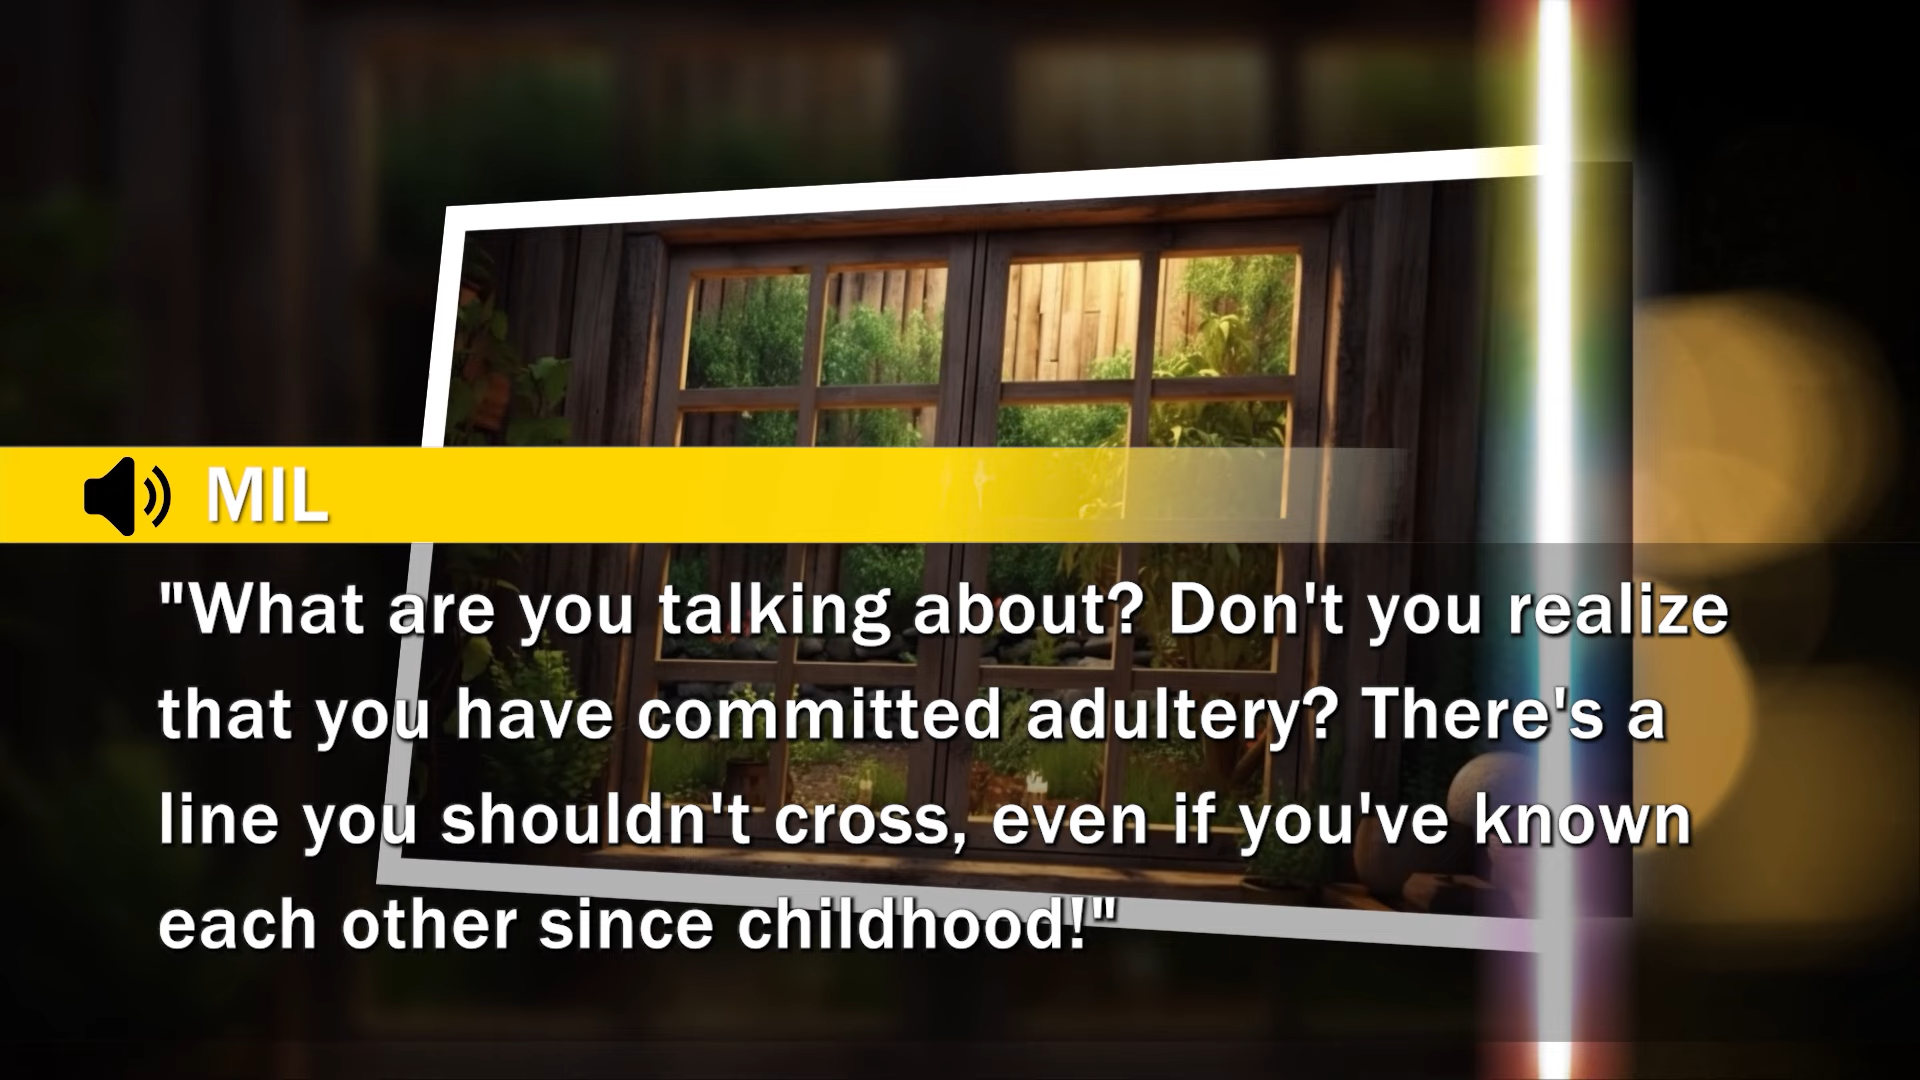 MIL
"What are you talking about? Don't you realize
that you have committed adultery? There's a
line you shouldn't cross, even if you've known
each other since childhood!"